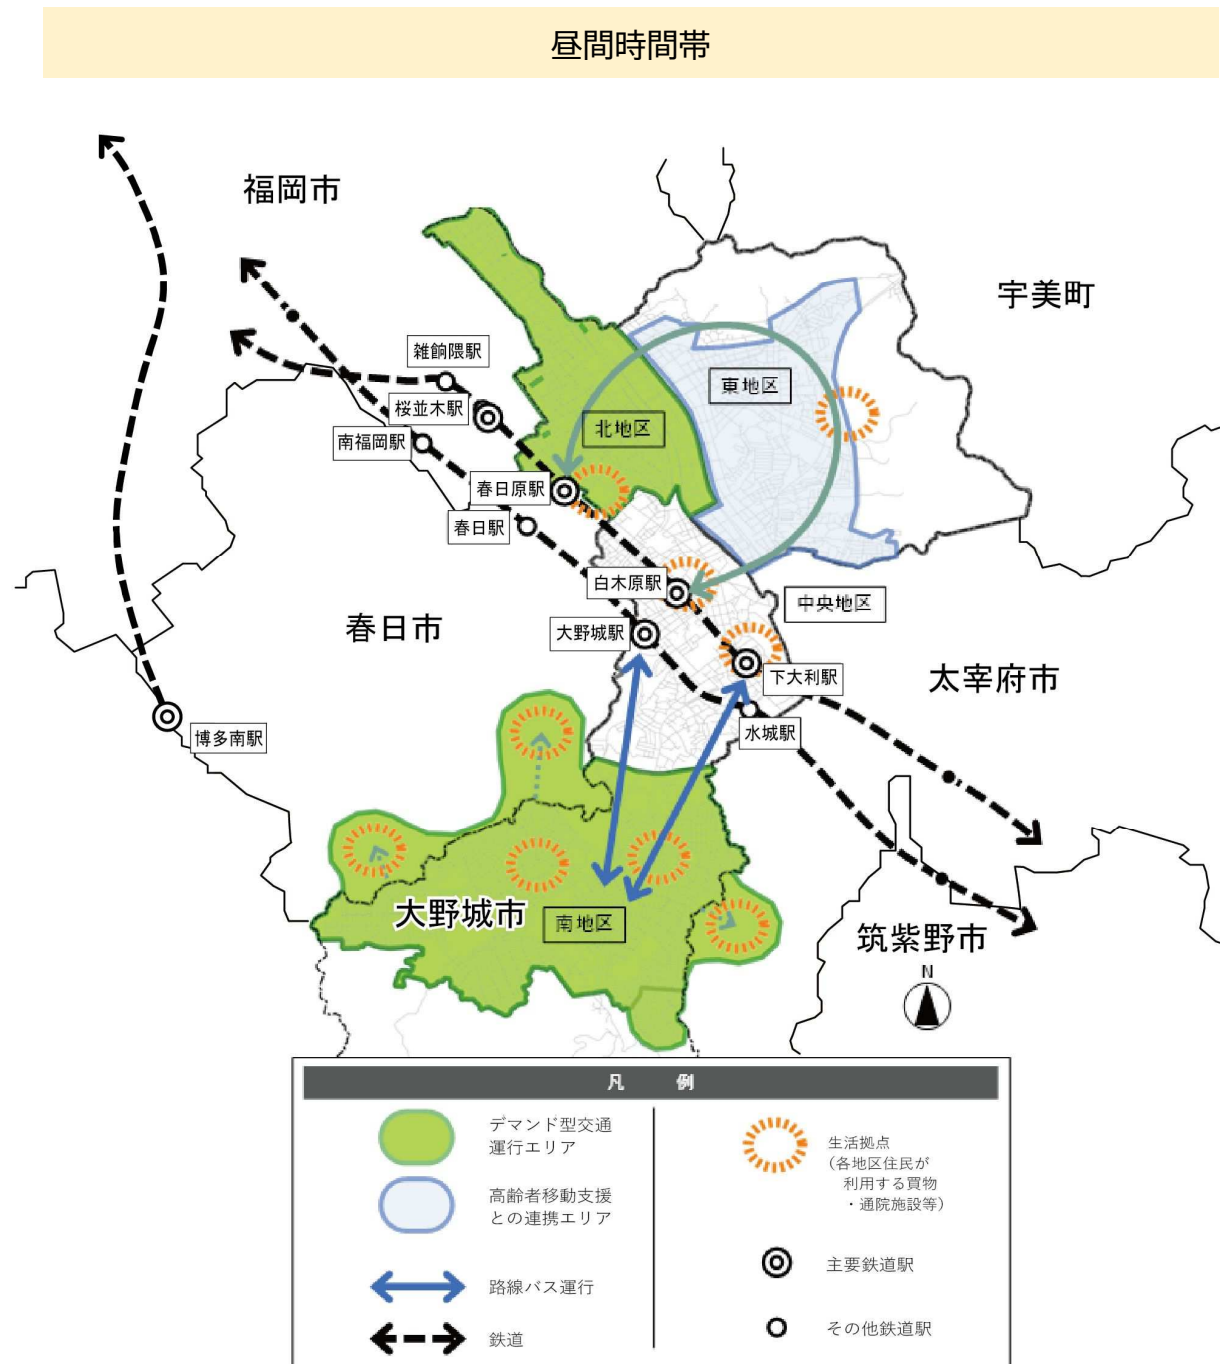 昼間時間帯
福岡市
宇美町
雑餉隈駅
東地区
桜並木駅
北地区
南福岡駅
春日原駅
春日駅
白木原駅
中央地区
春日市
大野城駅
太宰府市
下大利駅
博多南駅
水城駅
大野城市
南地区
筑紫野市
N
凡 例
デマンド型交通
運行エリア
高齢者移動支援
との連携エリア
路線バス運行
鉄道
生活拠点
（各地区住民が
利用する買物
・通院施設等）
主要鉄道駅
その他鉄道駅